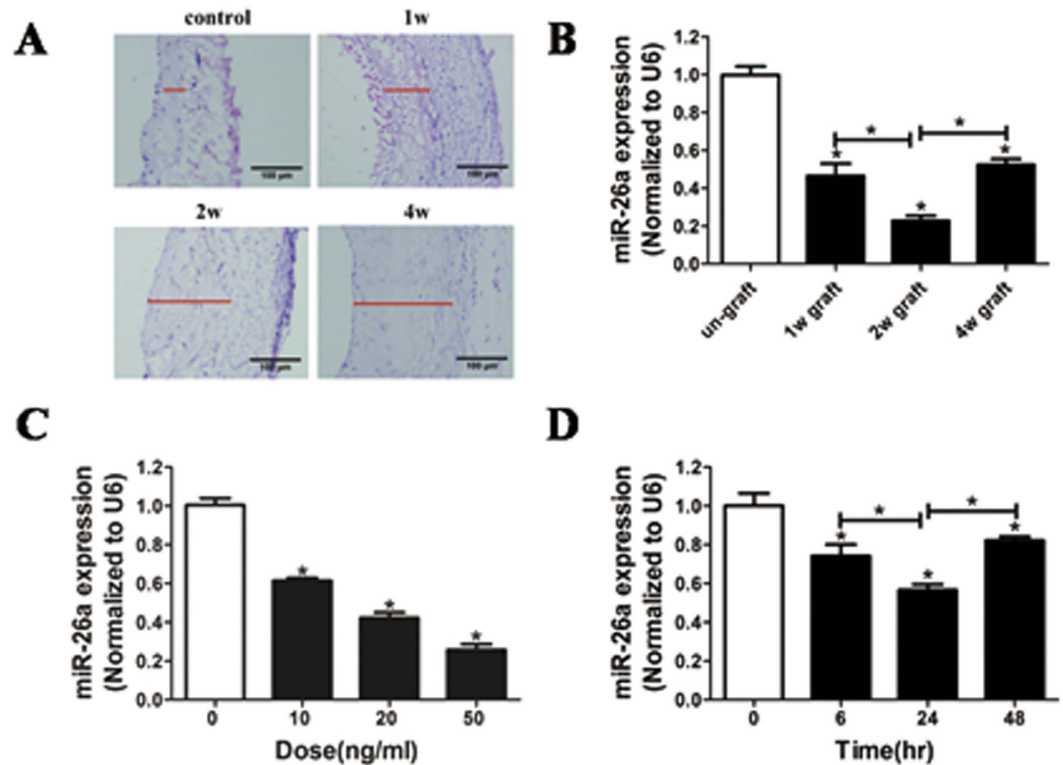 A
control
1w
100 µm
100 µm
2w
4w
100 µm
100 µm
B
miR-26a expression
(Normalized to U6)
1.2
1.0
0.8
0.6
0.4
0.2
0.0
* * * * *
un-graft
1w graft
2w graft
4w graft
C
miR-26a expression
(Normalized to U6)
1.2
1.0
0.8
0.6
0.4
0.2
0.0
* * *
0 10 20 50
Dose(ng/ml)
D
miR-26a expression
(Normalized to U6)
1.2
1.0
0.8
0.6
0.4
0.2
0.0
* * * * *
0 6 24 48
Time(hr)